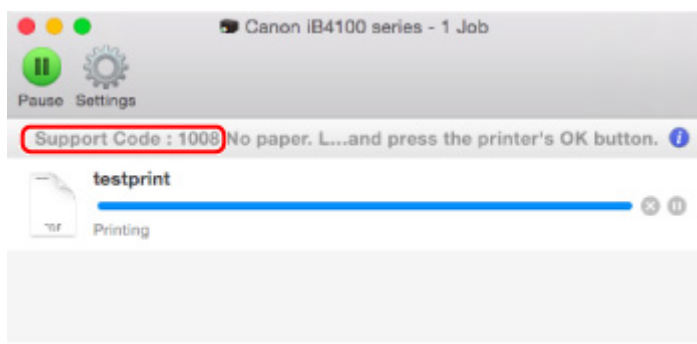 Canon iB4100 series - 1 Job
Pause Settings
Support Code : 1008 No paper. L...and press the printer's OK button.
testprint
Printing